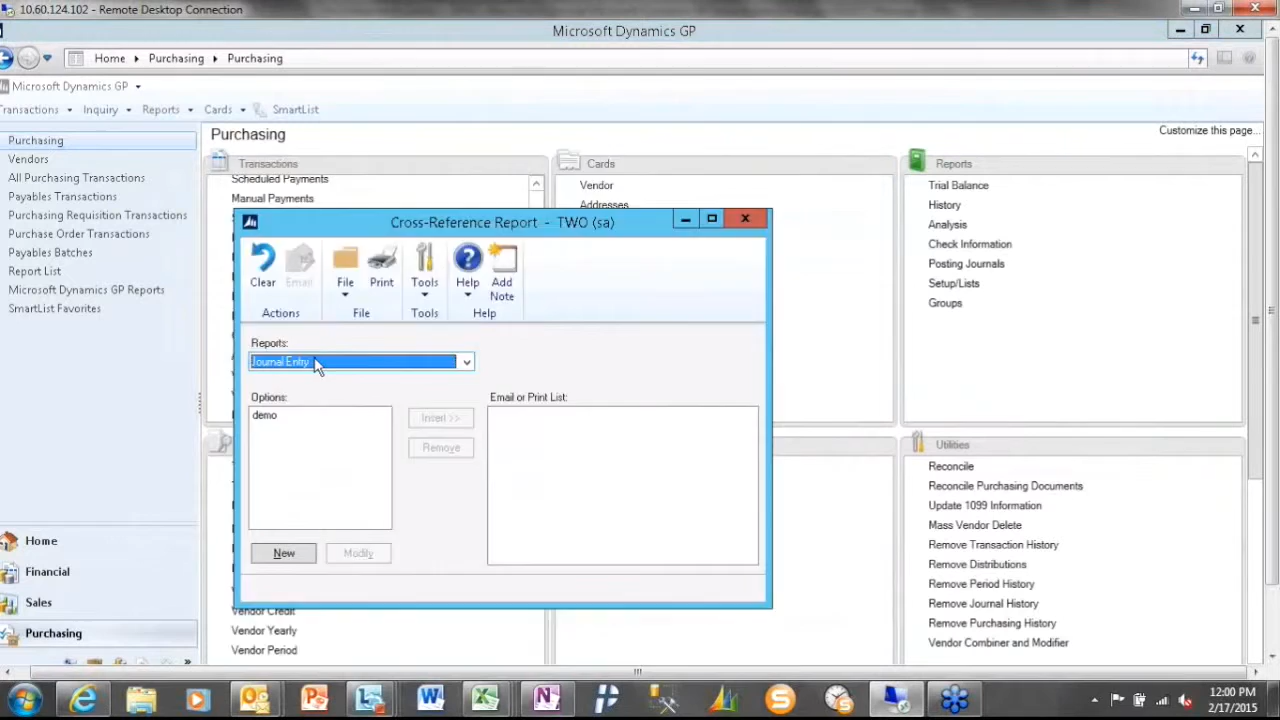 10.60.124.102 - Remote Desktop Connection
Microsoft Dynamics GP
Home
Purchasing
Purchasing
Microsoft Dynamics GP
Transactions
Inquiry
Reports
Cards
SmartList
Purchasing
Vendors
All Purchasing Transactions
Payables Transactions
Purchasing Requisition Transactions
Purchase Order Transactions
Payables Batches
Report List
Microsoft Dynamics GP Reports
SmartList Favorites
Home
Financial
Sales
Purchasing
Purchasing
Customize this page...
Transactions
Scheduled Payments
Manual Payments
Cards
Vendor
Addresses
Reports
Trial Balance
History
Analysis
Check Information
Posting Journals
Setup/Lists
Groups
Cross-Reference Report - TWO (sa)
Clear
Email
File
Print
Tools
Help
Add Note
Actions
File
Tools
Help
Reports:
Journal Entry
Options:
demo
Insert >>
Remove
Email or Print List:
New
Modify
Vendor Credit
Vendor Yearly
Vendor Period
Utilities
Reconcile
Reconcile Purchasing Documents
Update 1099 Information
Mass Vendor Delete
Remove Transaction History
Remove Distributions
Remove Period History
Remove Journal History
Remove Purchasing History
Vendor Combiner and Modifier
12:00 PM
2/17/2015